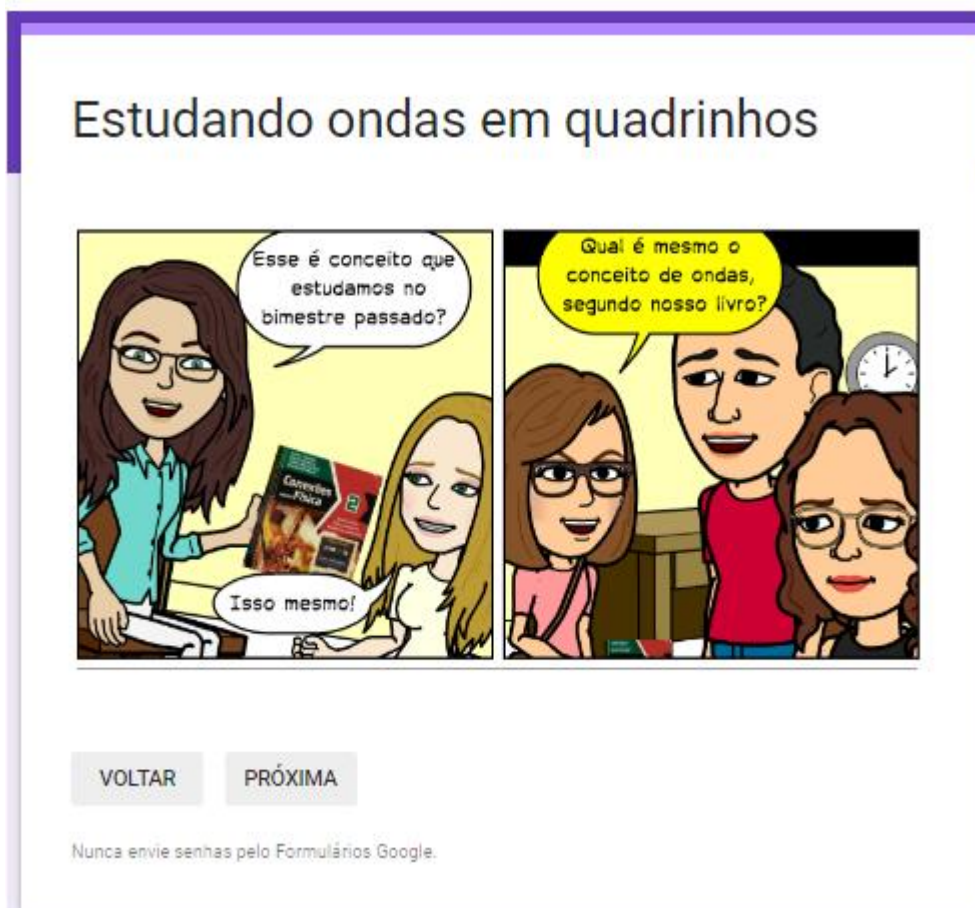 Estudando ondas em quadrinhos
Esse é conceito que
estudamos no
bimestre passado?
Conexões
Física
2
Isso mesmo!
Qual é mesmo o
conceito de ondas,
segundo nosso livro?
VOLTAR
PRÓXIMA
Nunca envie senhas pelo Formulários Google.